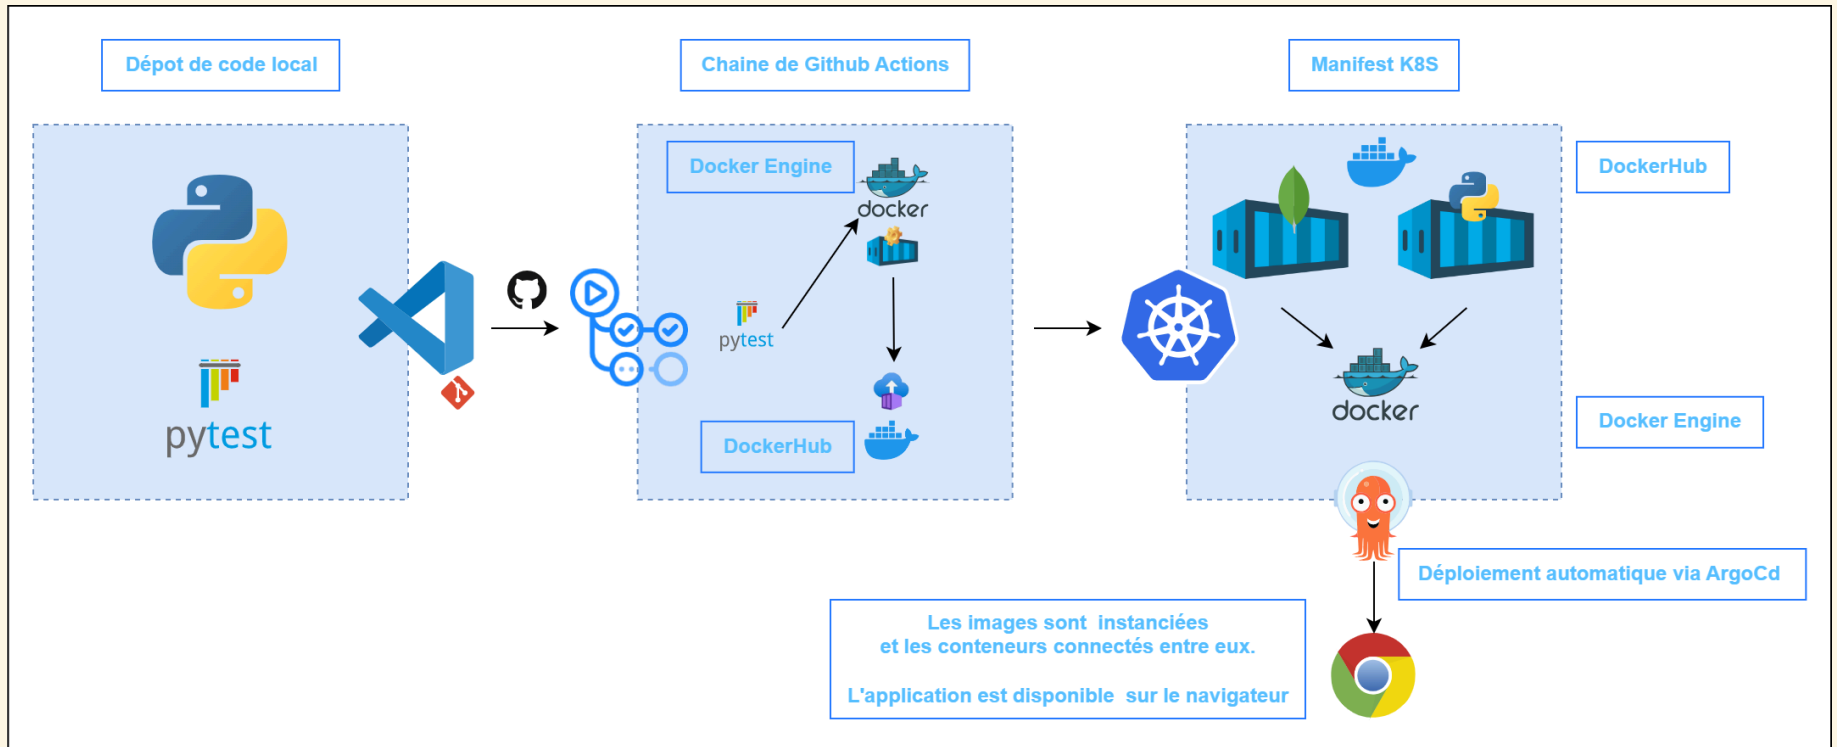 Dépot de code local
Chaine de Github Actions
Manifest K8S
pytest
Docker Engine
docker
pytest
DockerHub
DockerHub
docker
Docker Engine
Déploiement automatique via ArgoCd
Les images sont instanciées
et les conteneurs connectés entre eux.
L'application est disponible sur le navigateur